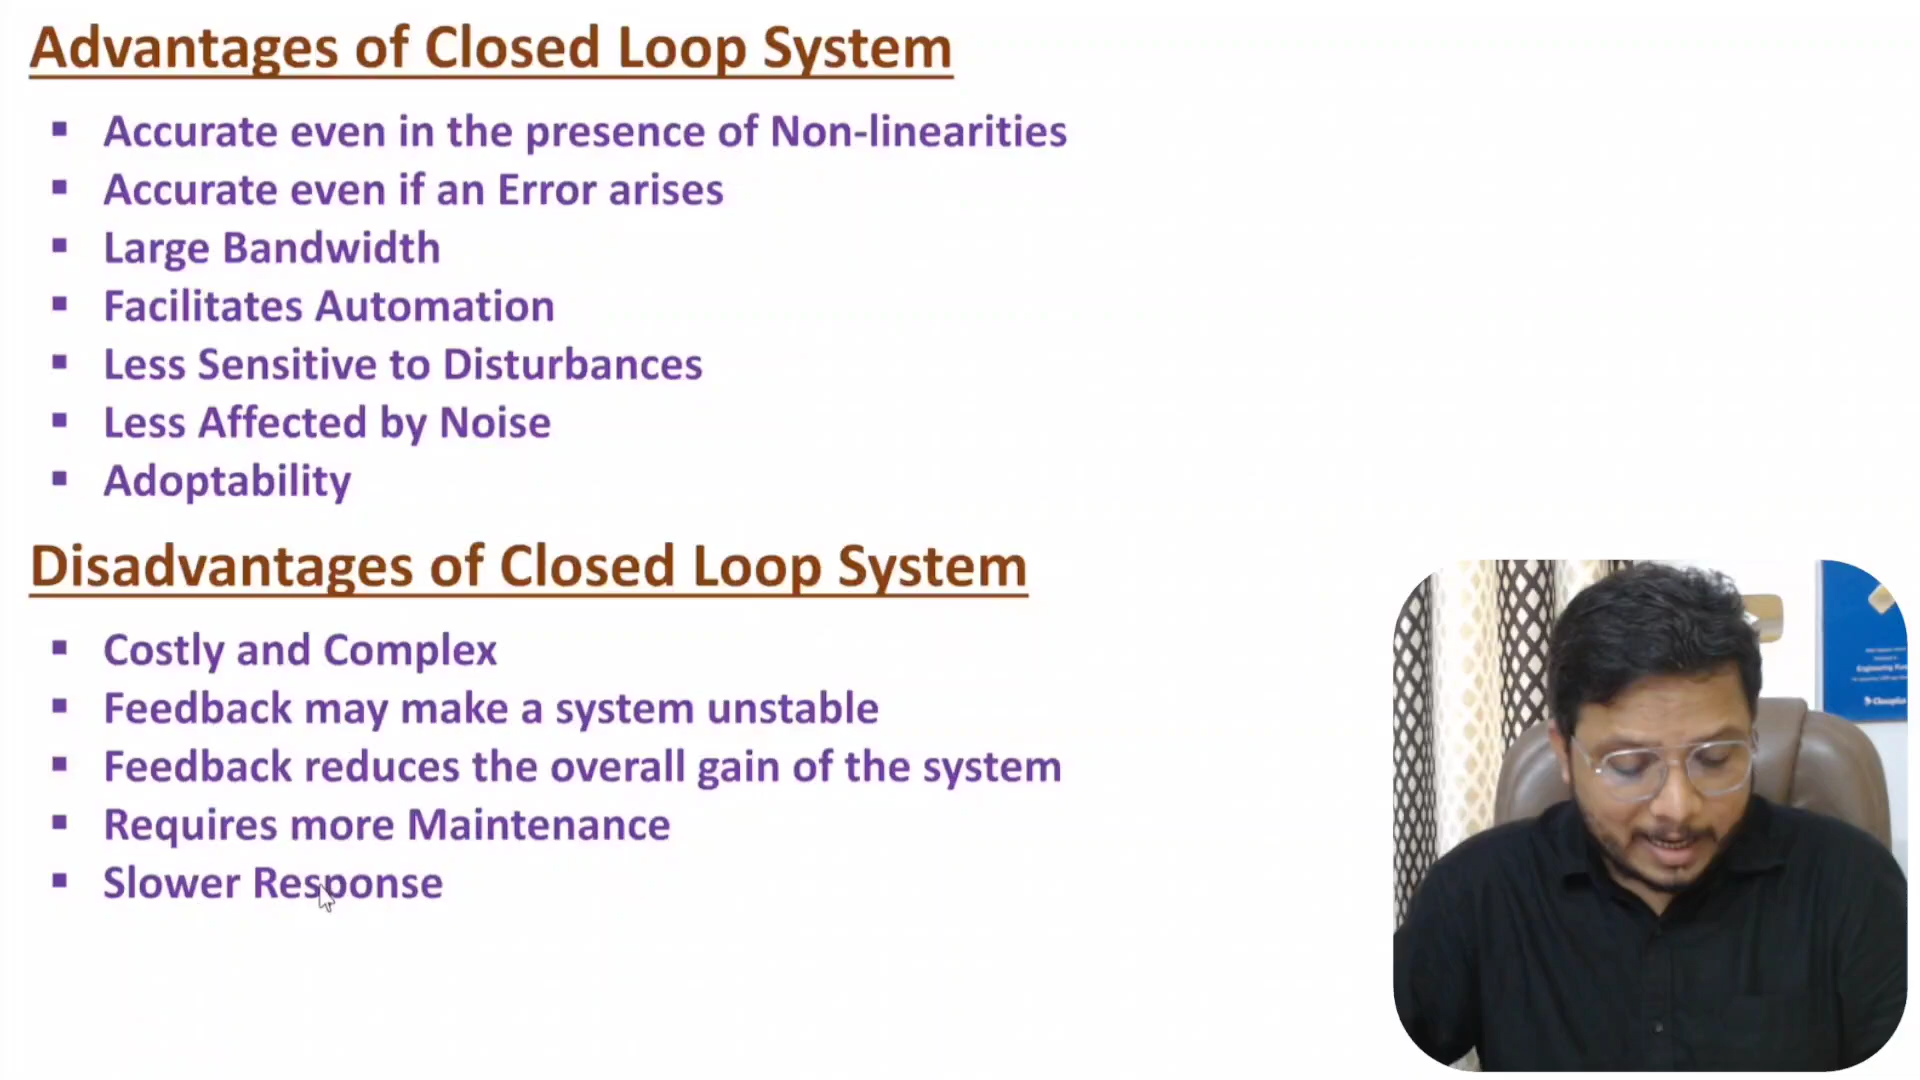 Advantages of Closed Loop System
▪ Accurate even in the presence of Non-linearities
▪ Accurate even if an Error arises
▪ Large Bandwidth
▪ Facilitates Automation
▪ Less Sensitive to Disturbances
▪ Less Affected by Noise
▪ Adoptability
Disadvantages of Closed Loop System
▪ Costly and Complex
▪ Feedback may make a system unstable
▪ Feedback reduces the overall gain of the system
▪ Requires more Maintenance
▪ Slower Response
Engineering